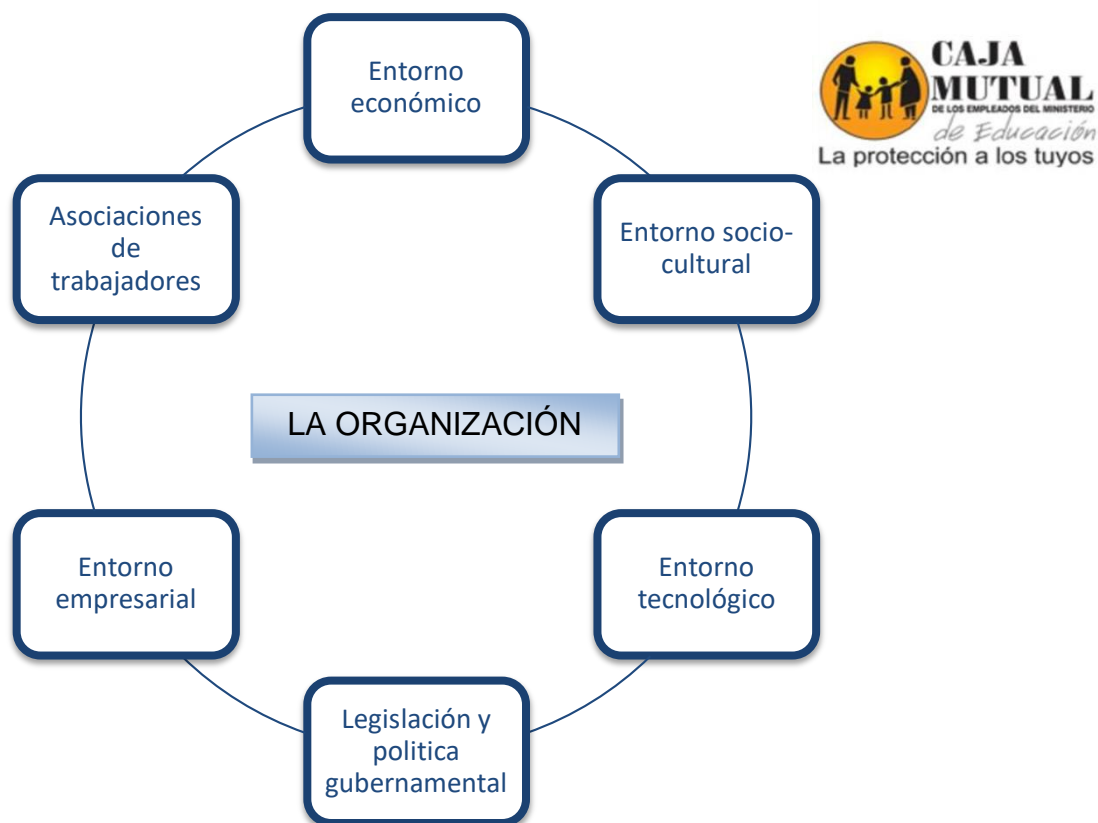 Entorno
económico
CAJA
MUTUAL
DE LOS EMPLEADOS DEL MINISTERIO
de Educación
La protección a los tuyos
Entorno socio-
cultural
Entorno
tecnológico
Legislación y
politica
gubernamental
Entorno
empresarial
Asociaciones
de
trabajadores
LA ORGANIZACIÓN